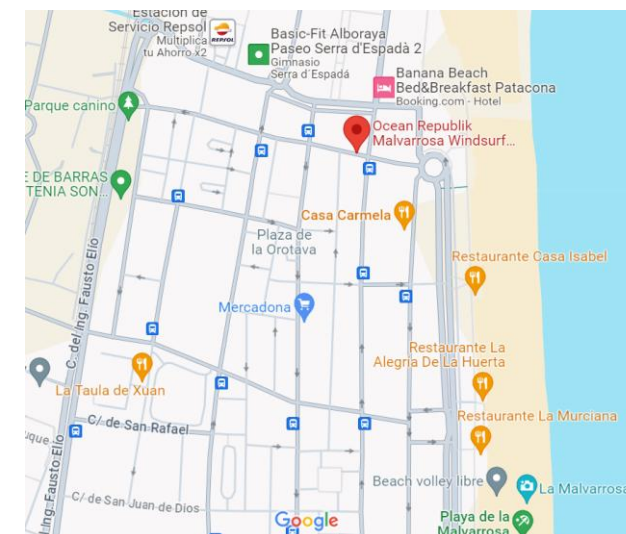 Estación de
Servicio Repsol
Multiplica
tu Ahorro x2
REPSOL
Basic-Fit Alboraya
Paseo Serra d'Espadà 2
Gimnasio
Serra d'Espadá
Banana Beach
Bed&Breakfast Patacona
Booking.com · Hotel
Parque canino
Ocean Republik
Malvarrosa Windsurf...
E DE BARRAS
TENIA SON...
Casa Carmela
Plaza de
la Orotava
Restaurante Casa Isabel
C. del Ing. Fausto Elio
Mercadona
Restaurante La
Alegria De La Huerta
La Taula de Xuan
Restaurante La Murciana
C/ de San Rafael
uque
Beach volley libre
La Malvarrosa
el Ing. Fausto Elío
C/ de San Juan de Dios
Google
Playa de la
Malvarrosa